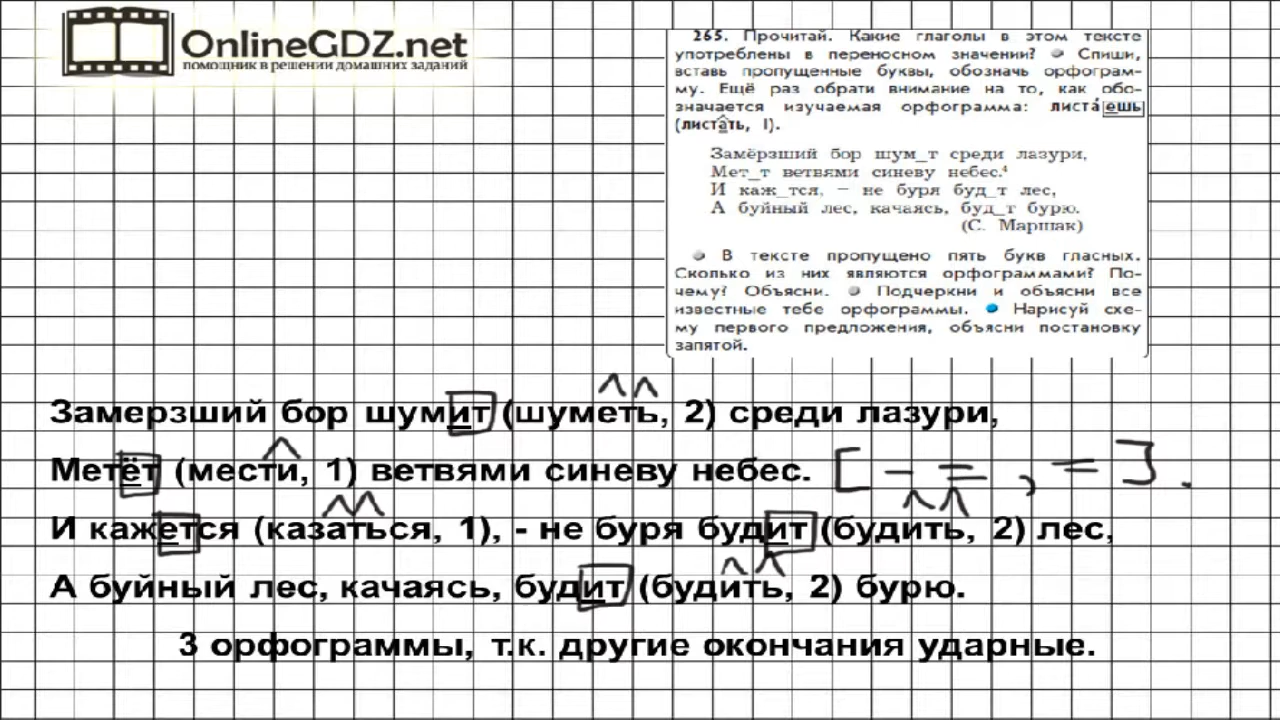 OnlineGDZ.net
помощник в решении домашних заданий
265. Прочитай. Какие глаголы в этом тексте
употреблены в переносном значении? Спиши,
вставь пропущенные буквы, обозначь орфограм-
му. Ещё раз обрати внимание на то, как обо-
значается изучаемая орфограмма: листáешь
(листать, I).
Замёрзший бор шум_т среди лазури,
Мет_т ветвями синеву небес.⁴
И каж_тся, – не буря буд_т лес,
А буйный лес, качаясь, буд_т бурю.
(С. Маршак)
В тексте пропущено пять букв гласных.
Сколько из них являются орфограммами? По-
чему? Объясни. Подчеркни и объясни все
известные тебе орфограммы. Нарисуй схе-
му первого предложения, объясни постановку
запятой.
Замерзший бор шумит (шуметь, 2) среди лазури,
Метёт (мести, 1) ветвями синеву небес. [ – = , = ] .
И кажется (казаться, 1), - не буря будит (будить, 2) лес,
А буйный лес, качаясь, будит (будить, 2) бурю.
3 орфограммы, т.к. другие окончания ударные.